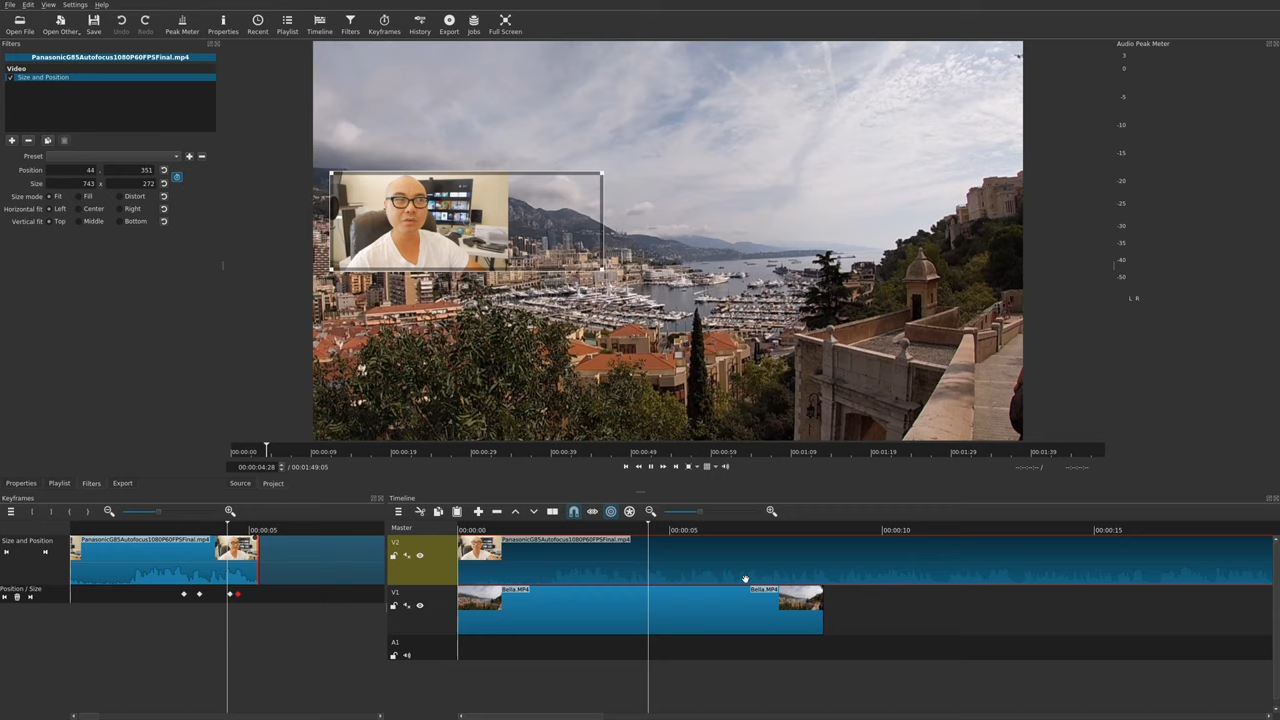 File Edit View Settings Help
Open File Open Other.. Save Undo Redo Peak Meter Properties Recent Playlist Timeline Filters Keyframes History Export Jobs Full Screen
Filters
PanasonicG85Autofocus1080P60FPSFinal.mp4
Video
Size and Position
Preset
Position 44 , 351
Size 743 x 272
Size mode Fit Fill Distort
Horizontal fit Left Center Right
Vertical fit Top Middle Bottom
Audio Peak Meter
3
0
-5
-10
-15
-20
-25
-30
-35
-40
-50
L R
00:00:00 00:00:09 00:00:19 00:00:29 00:00:39 00:00:49 00:00:59 00:01:09 00:01:19 00:01:29 00:01:39
00:00:04:28 / 00:01:49:05 --:--:--:-- / --:--:--:--
Properties Playlist Filters Export Source Project
Keyframes
00:00:05
Size and Position
PanasonicG85Autofocus1080P60FPSFinal.mp4
Position / Size
Timeline
Master
00:00:00 00:00:05 00:00:10 00:00:15
V2
PanasonicG85Autofocus1080P60FPSFinal.mp4
V1
Bella.MP4 Bella.MP4
A1